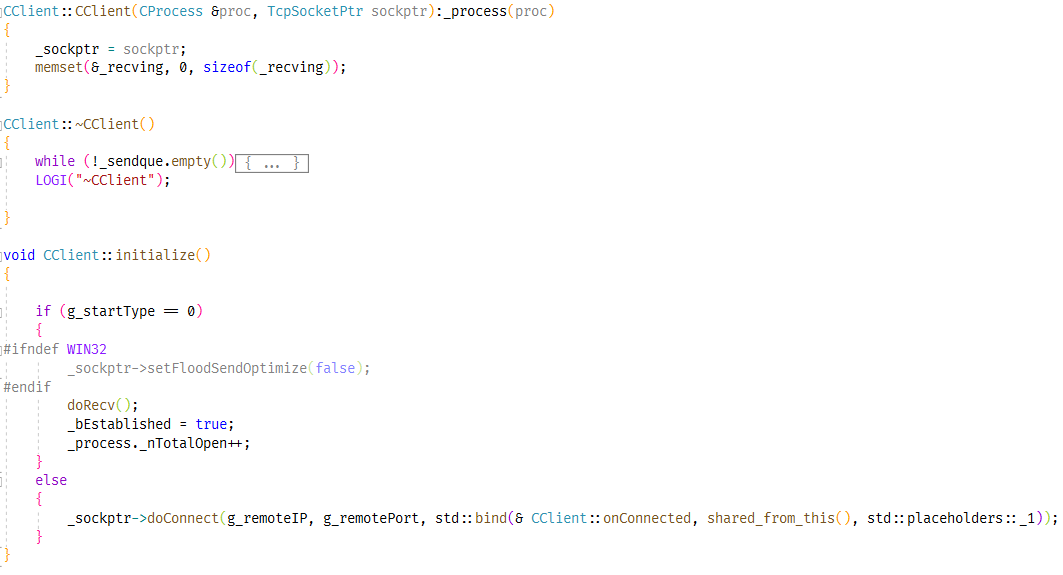 CClient::CClient(CProcess &proc, TcpSocketPtr sockptr):_process(proc)
{
    _sockptr = sockptr;
    memset(&_recving, 0, sizeof(_recving));
}
CClient::~CClient()
{
    while (!_sendque.empty()){ ... }
    LOGI("~CClient");
}
void CClient::initialize()
{
    if (g_startType == 0)
    {
#ifndef WIN32
        _sockptr->setFloodSendOptimize(false);
#endif
        doRecv();
        _bEstablished = true;
        _process._nTotalOpen++;
    }
    else
    {
        _sockptr->doConnect(g_remoteIP, g_remotePort, std::bind(& CClient::onConnected, shared_from_this(), std::placeholders::_1));
    }
}